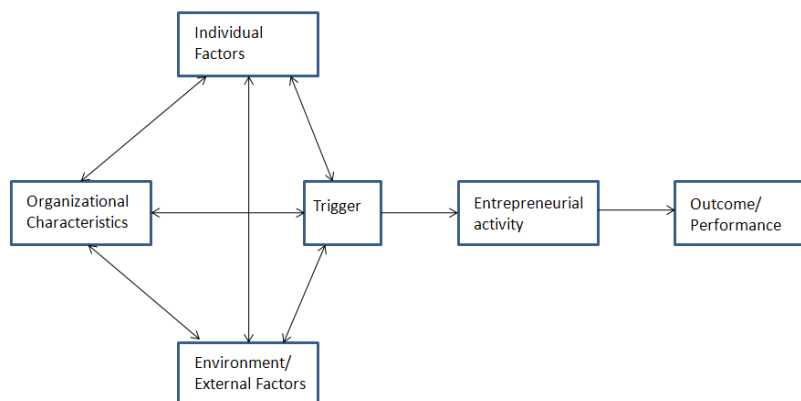 Individual
Factors
Organizational
Characteristics
Trigger
Entrepreneurial
activity
Outcome/
Performance
Environment/
External Factors